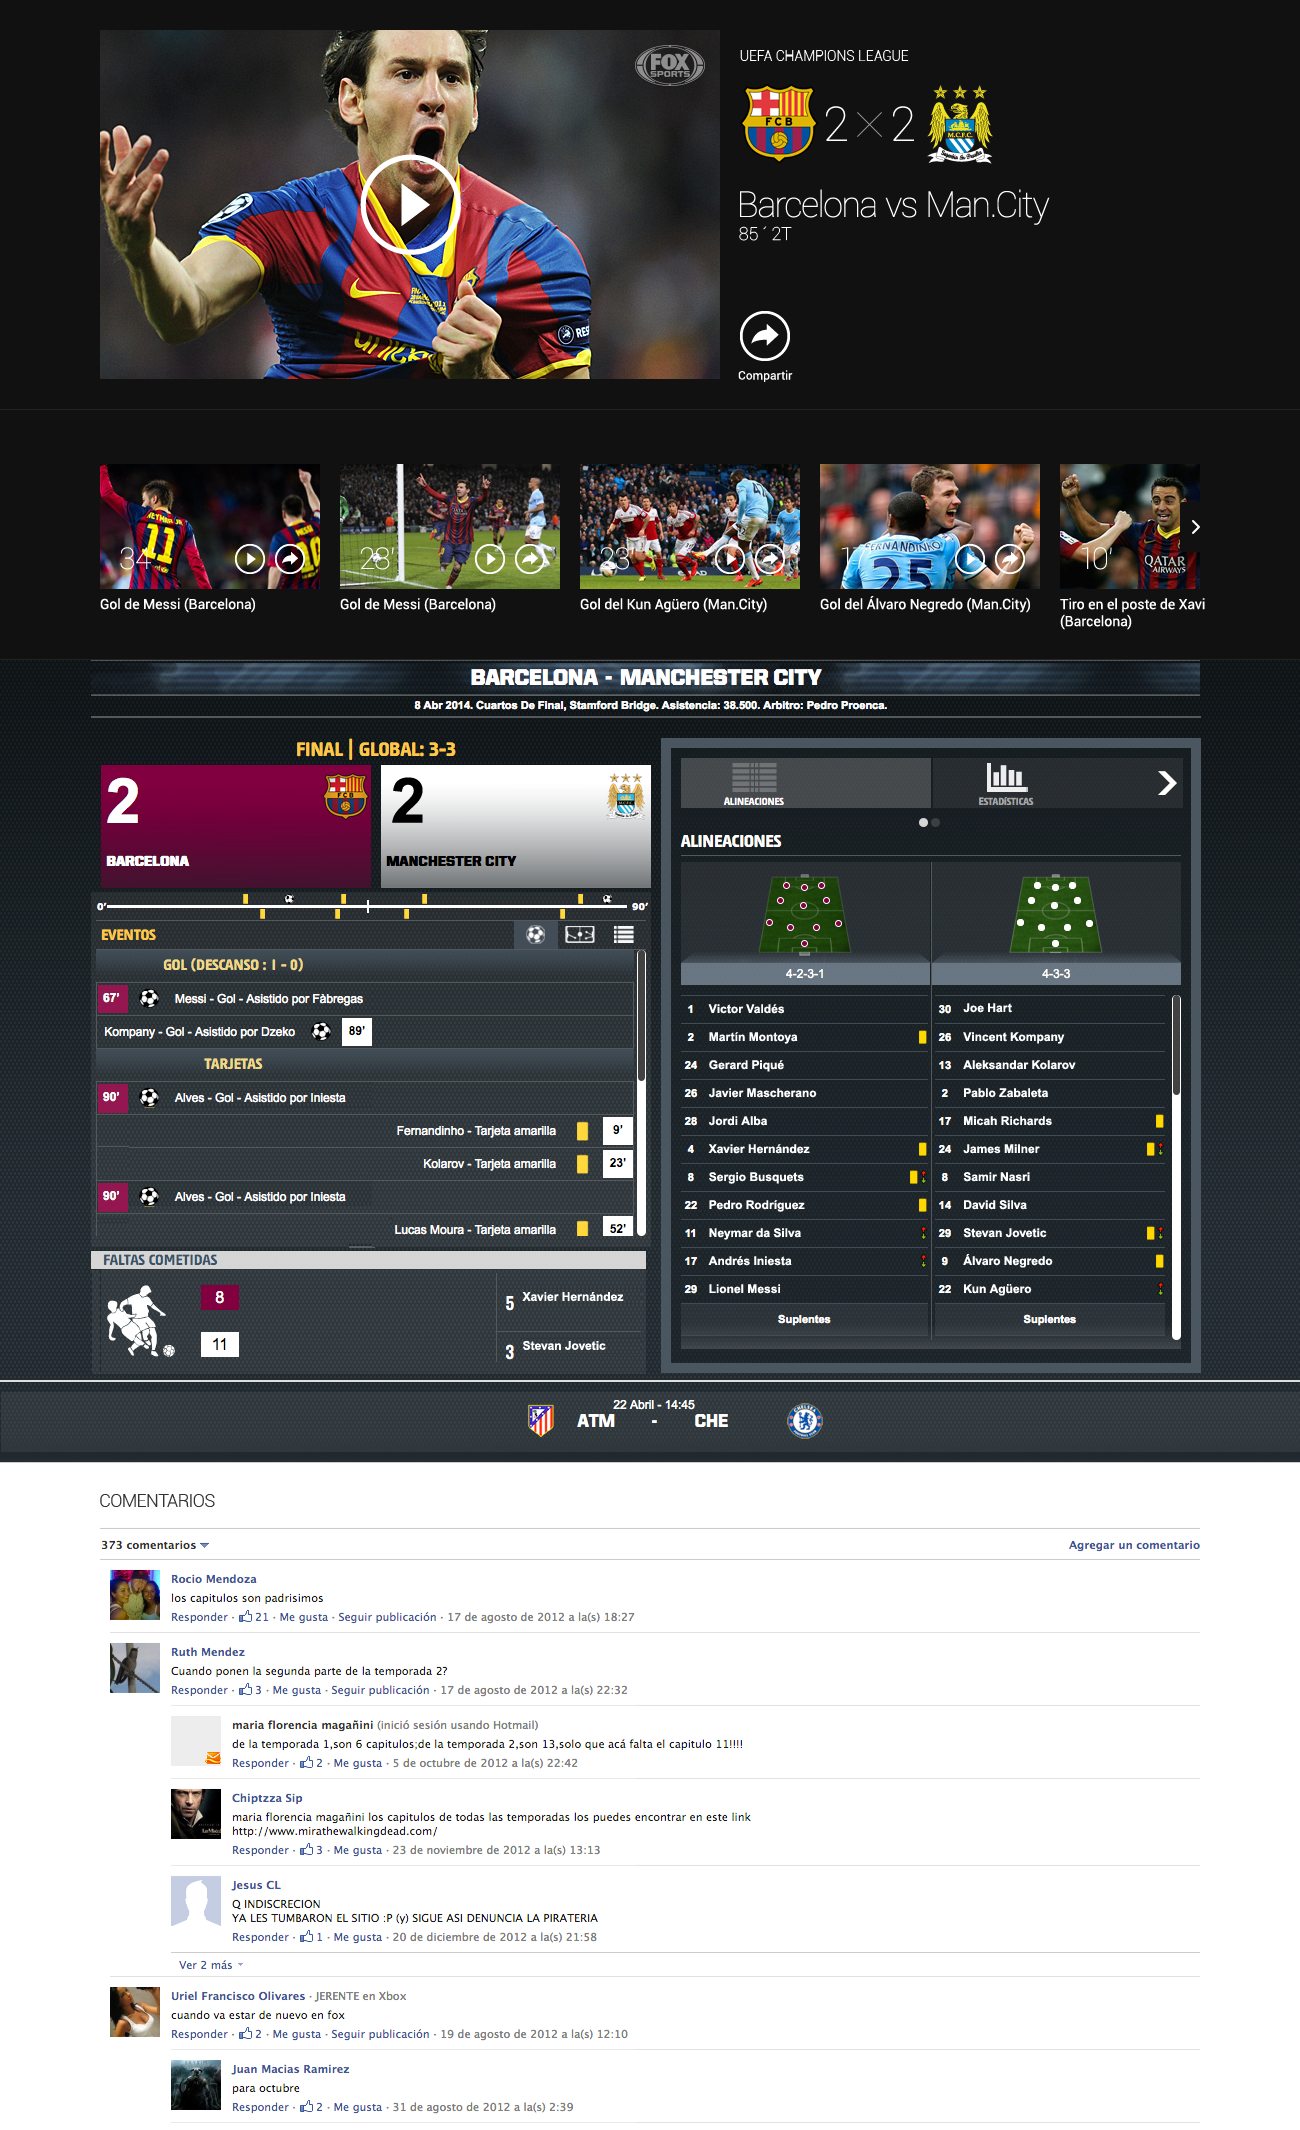 FOX
SPORTS
UEFA CHAMPIONS LEAGUE
FCB
2 × 2
M.C.F.C.
Barcelona vs Man.City
85 ´ 2T
Compartir
34'
Gol de Messi (Barcelona)
28'
Gol de Messi (Barcelona)
23'
Gol del Kun Agüero (Man.City)
FERNANDINHO
25
Gol del Álvaro Negredo (Man.City)
10'
QATAR
AIRWAYS
Tiro en el poste de Xavi
(Barcelona)
BARCELONA - MANCHESTER CITY
8 Abr 2014. Cuartos De Final, Stamford Bridge. Asistencia: 38.500. Arbitro: Pedro Proenca.
FINAL | GLOBAL: 3-3
2
BARCELONA
2
MANCHESTER CITY
0'
90'
EVENTOS
GOL (DESCANSO : 1 - 0)
67' Messi - Gol - Asistido por Fàbregas
Kompany - Gol - Asistido por Dzeko 89'
TARJETAS
90' Alves - Gol - Asistido por Iniesta
Fernandinho - Tarjeta amarilla 9'
Kolarov - Tarjeta amarilla 23'
90' Alves - Gol - Asistido por Iniesta
Lucas Moura - Tarjeta amarilla 52'
FALTAS COMETIDAS
8
11
5 Xavier Hernández
3 Stevan Jovetic
ALINEACIONES
ESTADÍSTICAS
ALINEACIONES
4-2-3-1
4-3-3
1 Victor Valdés
2 Martín Montoya
24 Gerard Piqué
26 Javier Mascherano
28 Jordi Alba
4 Xavier Hernández
8 Sergio Busquets
22 Pedro Rodríguez
11 Neymar da Silva
17 Andrés Iniesta
29 Lionel Messi
Suplentes
30 Joe Hart
26 Vincent Kompany
13 Aleksandar Kolarov
2 Pablo Zabaleta
17 Micah Richards
24 James Milner
8 Samir Nasri
14 David Silva
29 Stevan Jovetic
9 Álvaro Negredo
22 Kun Agüero
Suplentes
22 Abril - 14:45
ATM - CHE
COMENTARIOS
373 comentarios
Agregar un comentario
Rocio Mendoza
los capitulos son padrisimos
Responder · 21 · Me gusta · Seguir publicación · 17 de agosto de 2012 a la(s) 18:27
Ruth Mendez
Cuando ponen la segunda parte de la temporada 2?
Responder · 3 · Me gusta · Seguir publicación · 17 de agosto de 2012 a la(s) 22:32
maria florencia magañini (inició sesión usando Hotmail)
de la temporada 1,son 6 capitulos;de la temporada 2,son 13,solo que acá falta el capitulo 11!!!!
Responder · 2 · Me gusta · 5 de octubre de 2012 a la(s) 22:42
Chiptzza Sip
maria florencia magañini los capitulos de todas las temporadas los puedes encontrar en este link
http://www.mirathewalkingdead.com/
Responder · 3 · Me gusta · 23 de noviembre de 2012 a la(s) 13:13
Jesus CL
Q INDISCRECION
YA LES TUMBARON EL SITIO :P (y) SIGUE ASI DENUNCIA LA PIRATERIA
Responder · 1 · Me gusta · 20 de diciembre de 2012 a la(s) 21:58
Ver 2 más
Uriel Francisco Olivares · JERENTE en Xbox
cuando va estar de nuevo en fox
Responder · 2 · Me gusta · Seguir publicación · 19 de agosto de 2012 a la(s) 12:10
Juan Macias Ramirez
para octubre
Responder · 2 · Me gusta · 31 de agosto de 2012 a la(s) 2:39